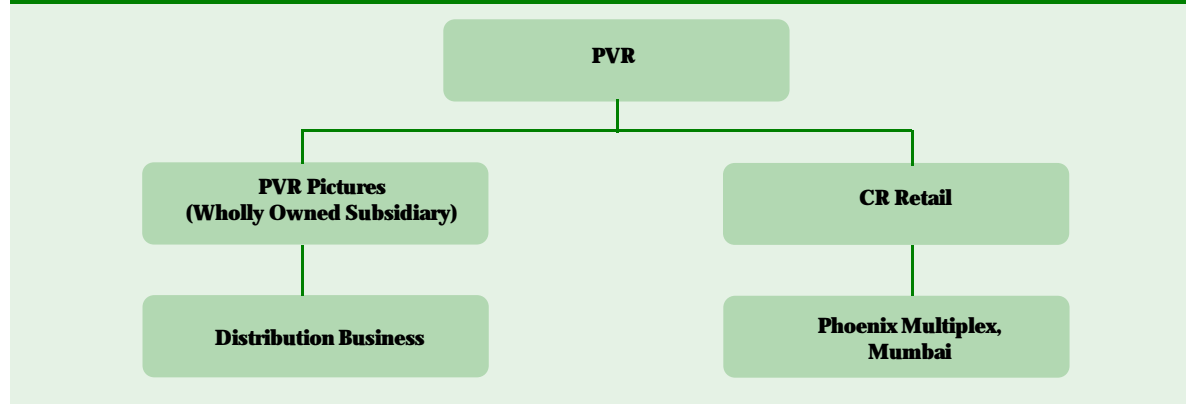 PVR
PVR Pictures
(Wholly Owned Subsidiary)
CR Retail
Distribution Business
Phoenix Multiplex,
Mumbai